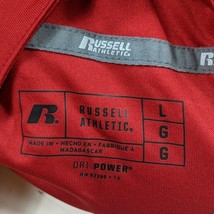 RUSSELL
ATHLETIC
R RUSSELL
ATHLETIC®
L
G
G
MADE IN • HECHO EN • FABRIQUÉ À
MADAGASCAR
DRI POWER®